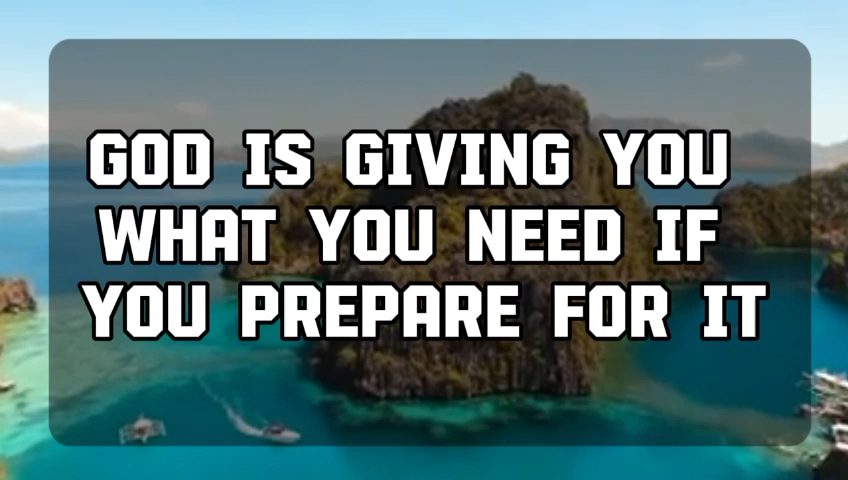 GOD IS GIVING YOU
WHAT YOU NEED IF
YOU PREPARE FOR IT